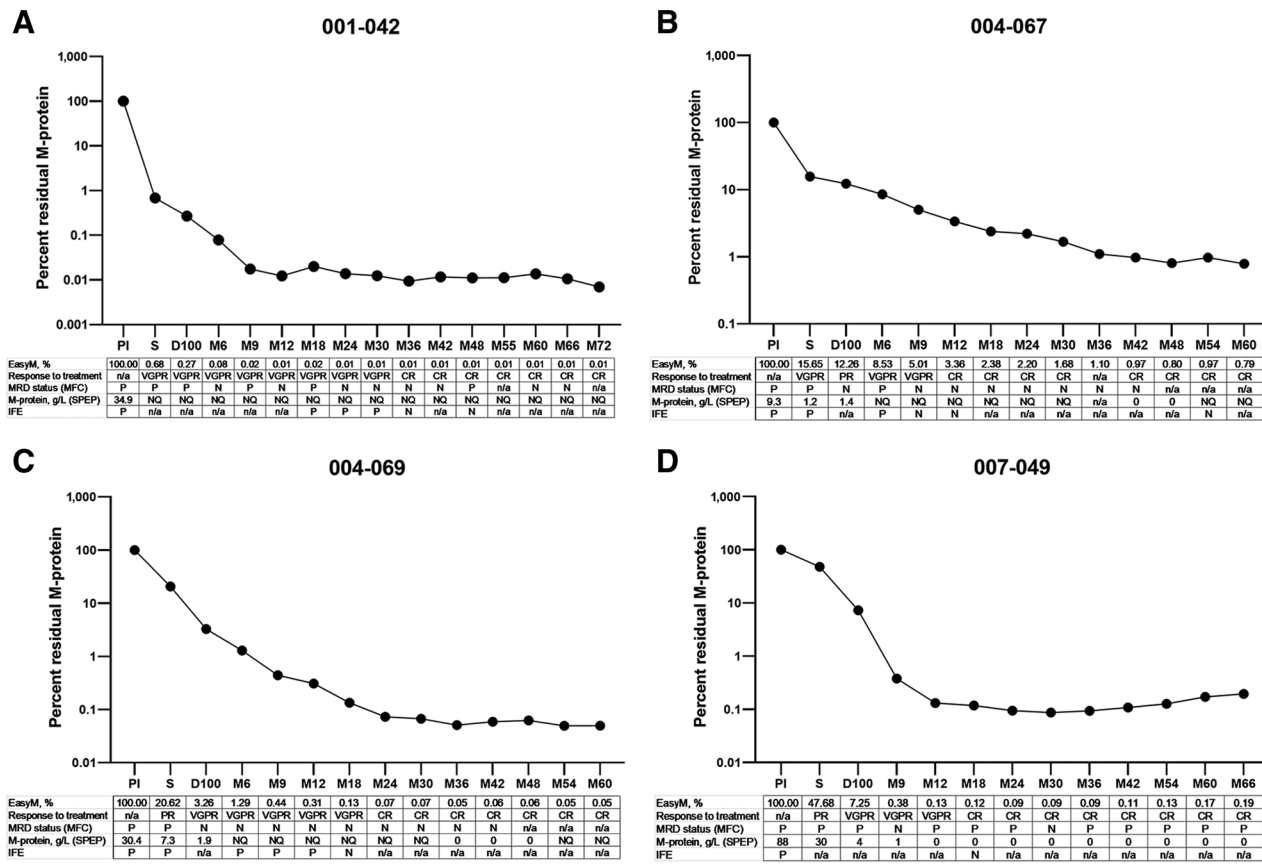 A
001-042
Percent residual M-protein
1,000
100
10
1
0.1
0.01
0.001
PI S D100 M6 M9 M12 M18 M24 M30 M36 M42 M48 M55 M60 M66 M72
EasyM, % 100.00 0.68 0.27 0.08 0.02 0.01 0.02 0.01 0.01 0.01 0.01 0.01 0.01 0.01 0.01 0.01
Response to treatment n/a VGPR VGPR VGPR VGPR VGPR VGPR VGPR VGPR CR CR CR CR CR CR CR
MRD status (MFC) P P P N P N P N N N N P n/a N N n/a
M-protein, g/L (SPEP) 34.9 NQ NQ NQ NQ NQ NQ NQ NQ NQ NQ NQ NQ NQ NQ NQ
IFE P n/a n/a n/a n/a n/a P P P N n/a N n/a n/a n/a n/a
B
004-067
Percent residual M-protein
1,000
100
10
1
0.1
PI S D100 M6 M9 M12 M18 M24 M30 M36 M42 M48 M54 M60
EasyM, % 100.00 15.65 12.26 8.53 5.01 3.36 2.38 2.20 1.68 1.10 0.97 0.80 0.97 0.79
Response to treatment n/a VGPR PR VGPR VGPR CR CR CR CR n/a CR CR CR CR
MRD status (MFC) P P N P N N N N N N N n/a n/a n/a
M-protein, g/L (SPEP) 9.3 1.2 1.4 NQ NQ NQ NQ NQ NQ n/a 0 0 NQ NQ
IFE P P n/a P N N n/a n/a n/a n/a n/a n/a N n/a
C
004-069
Percent residual M-protein
1,000
100
10
1
0.1
0.01
PI S D100 M6 M9 M12 M18 M24 M30 M36 M42 M48 M54 M60
EasyM, % 100.00 20.62 3.26 1.29 0.44 0.31 0.13 0.07 0.07 0.05 0.06 0.06 0.05 0.05
Response to treatment n/a PR VGPR VGPR VGPR VGPR VGPR CR CR CR CR CR CR CR
MRD status (MFC) P P N N N N N N N N N n/a n/a n/a
M-protein, g/L (SPEP) 30.4 7.3 1.9 NQ NQ NQ NQ NQ NQ 0 0 0 NQ NQ
IFE P P n/a P P P N n/a n/a n/a n/a n/a n/a n/a
D
007-049
Percent residual M-protein
1,000
100
10
1
0.1
0.01
PI S D100 M9 M12 M18 M24 M30 M36 M42 M54 M60 M66
EasyM, % 100.00 47.68 7.25 0.38 0.13 0.12 0.09 0.09 0.09 0.11 0.13 0.17 0.19
Response to treatment n/a PR VGPR VGPR VGPR CR CR CR CR CR CR CR CR
MRD status (MFC) P P P N P P P N P P P P P
M-protein, g/L (SPEP) 88 30 4 1 0 0 0 0 0 0 0 0 0
IFE P n/a n/a n/a n/a N n/a n/a n/a n/a n/a n/a n/a